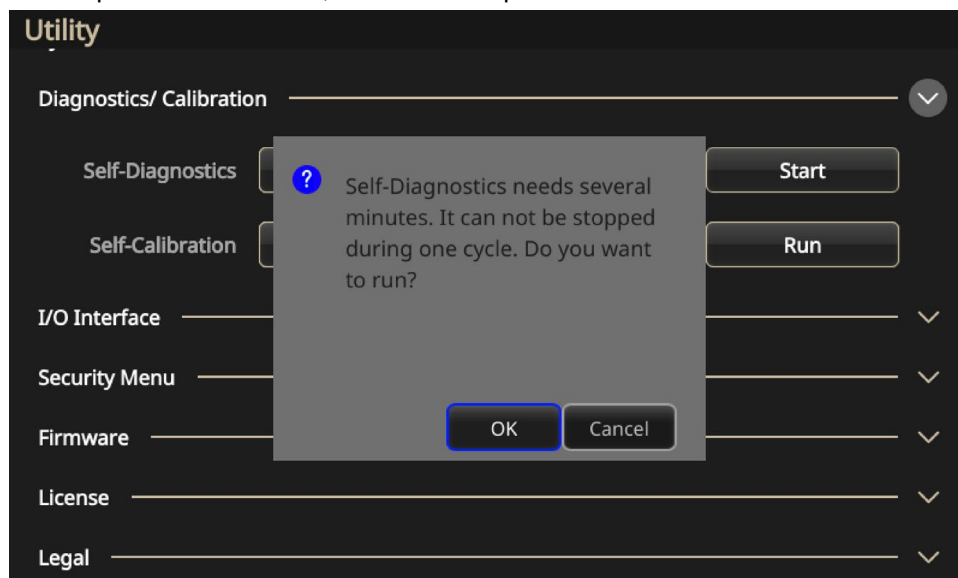 Utility
Diagnostics/ Calibration
Self-Diagnostics
Start
Self-Calibration
Run
?
Self-Diagnostics needs several
minutes. It can not be stopped
during one cycle. Do you want
to run?
OK
Cancel
I/O Interface
Security Menu
Firmware
License
Legal